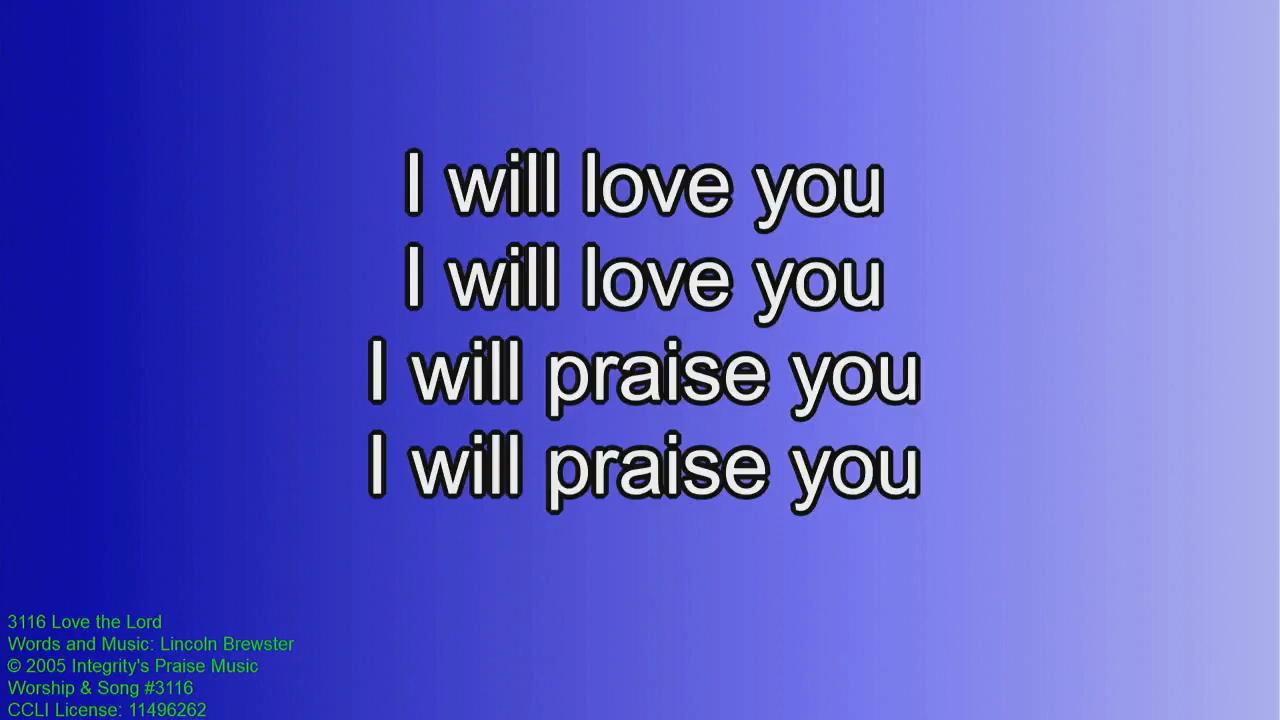 I will love you
I will love you
I will praise you
I will praise you
3116 Love the Lord
Words and Music: Lincoln Brewster
© 2005 Integrity's Praise Music
Worship & Song #3116
CCLI License: 11496262